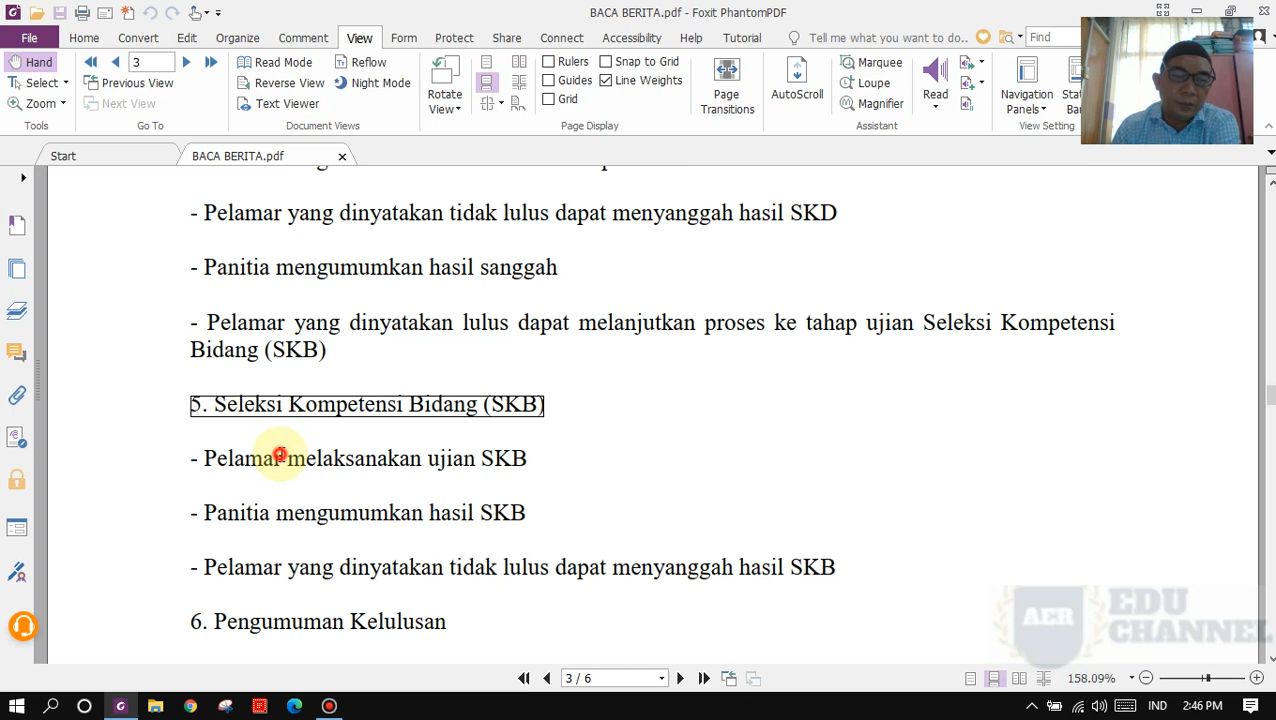 BACA BERITA.pdf - Foxit PhantomPDF
File Home Convert Edit Organize Comment View Form Protect Share Connect Accessibility Help Tutorial Tell me what you want to do... Find
Hand 3 Read Mode Reflow Rulers Snap to Grid Marquee
Select Previous View Reverse View Night Mode Guides Line Weights Loupe
Zoom Next View Text Viewer Rotate View Grid Page Transitions AutoScroll Magnifier Read Navigation Panels
Tools Go To Document Views Page Display Assistant View Setting
Start BACA BERITA.pdf
- Pelamar yang dinyatakan tidak lulus dapat menyanggah hasil SKD
- Panitia mengumumkan hasil sanggah
- Pelamar yang dinyatakan lulus dapat melanjutkan proses ke tahap ujian Seleksi Kompetensi
Bidang (SKB)
5. Seleksi Kompetensi Bidang (SKB)
- Pelamar melaksanakan ujian SKB
- Panitia mengumumkan hasil SKB
- Pelamar yang dinyatakan tidak lulus dapat menyanggah hasil SKB
6. Pengumuman Kelulusan
AER EDU
CHANNEL
3 / 6 158.09%
IND 2:46 PM